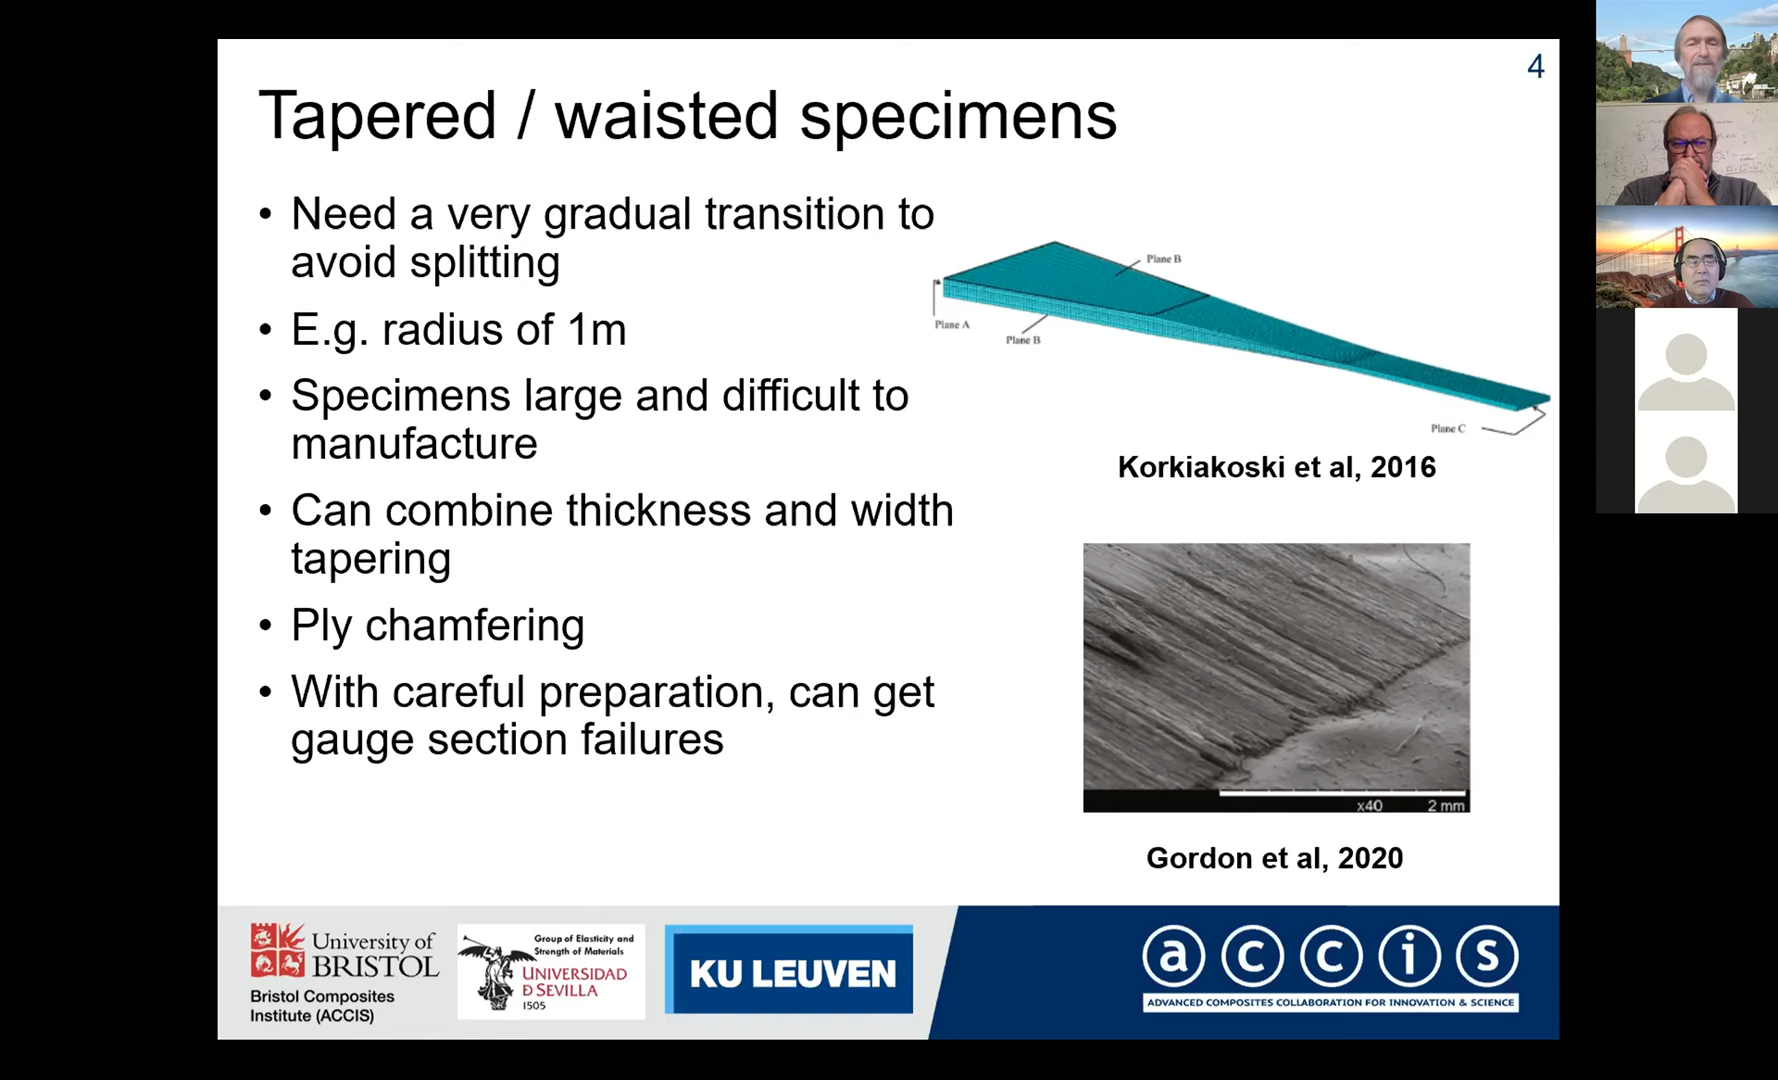 4
Tapered / waisted specimens
• Need a very gradual transition to
avoid splitting
• E.g. radius of 1m
• Specimens large and difficult to
manufacture
• Can combine thickness and width
tapering
• Ply chamfering
• With careful preparation, can get
gauge section failures
Plane B
Plane A
Plane B
Plane C
Korkiakoski et al, 2016
x40 2 mm
Gordon et al, 2020
University of
BRISTOL
Bristol Composites
Institute (ACCIS)
Group of Elasticity and
Strength of Materials
UNIVERSIDAD
D SEVILLA
1505
KU LEUVEN
accis
ADVANCED COMPOSITES COLLABORATION FOR INNOVATION & SCIENCE